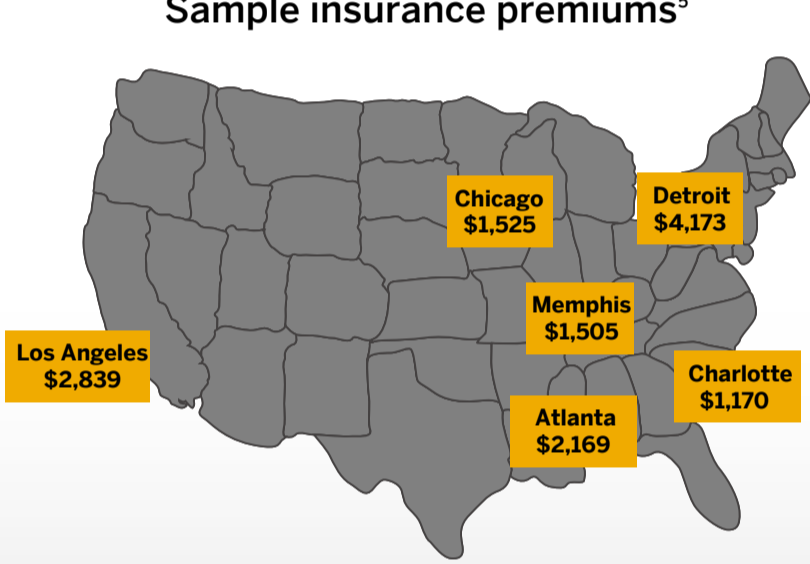 Sample insurance premiums⁵
Chicago
$1,525
Detroit
$4,173
Memphis
$1,505
Los Angeles
$2,839
Charlotte
$1,170
Atlanta
$2,169